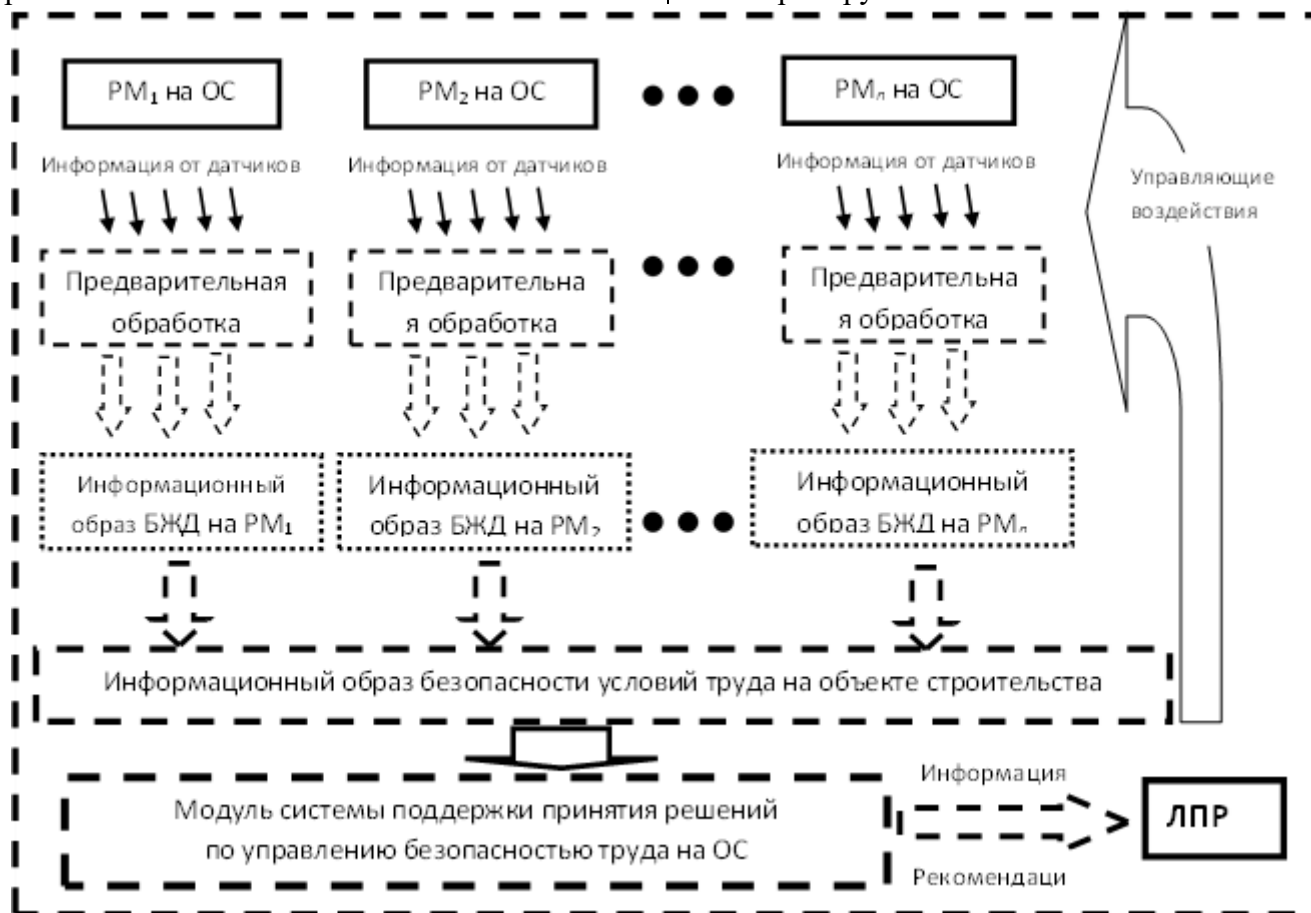 РМ₁ на ОС
РМ₂ на ОС
РМₙ на ОС
Информация от датчиков
Информация от датчиков
Информация от датчиков
Управляющие
воздействия
Предварительная
обработка
Предварительна
я обработка
Предварительна
я обработка
Информационный
образ БЖД на РМ₁
Информационный
образ БЖД на РМ₂
Информационный
образ БЖД на РМₙ
Информационный образ безопасности условий труда на объекте строительства
Модуль системы поддержки принятия решений
по управлению безопасностью труда на ОС
Информация
ЛПР
Рекомендаци